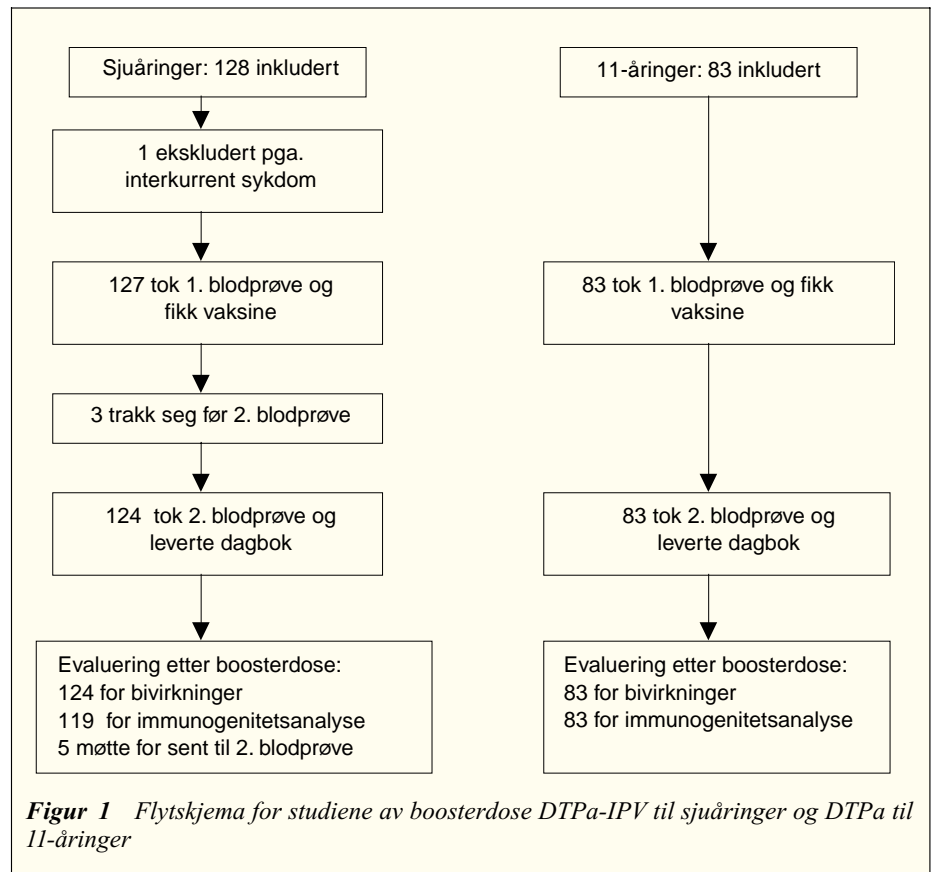 Sjuåringer: 128 inkludert
1 ekskludert pga.
interkurrent sykdom
127 tok 1. blodprøve og
fikk vaksine
3 trakk seg før 2. blodprøve
124 tok 2. blodprøve og
leverte dagbok
Evaluering etter boosterdose:
124 for bivirkninger
119 for immunogenitetsanalyse
5 møtte for sent til 2. blodprøve
11-åringer: 83 inkludert
83 tok 1. blodprøve og fikk
vaksine
83 tok 2. blodprøve og
leverte dagbok
Evaluering etter boosterdose:
83 for bivirkninger
83 for immunogenitetsanalyse
Figur 1 Flytskjema for studiene av boosterdose DTPa-IPV til sjuåringer og DTPa til
11-åringer